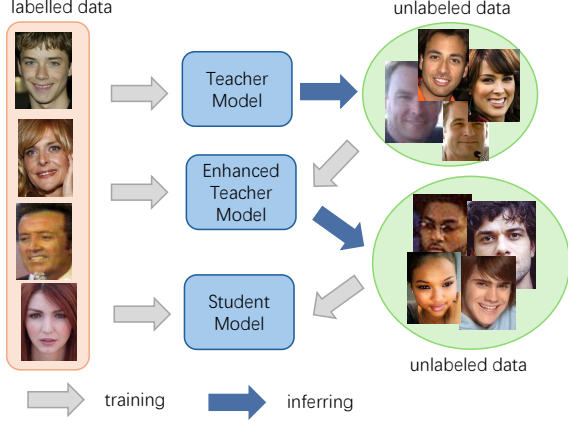 labelled data
unlabeled data
Teacher
Model
Enhanced
Teacher
Model
Student
Model
unlabeled data
training
inferring